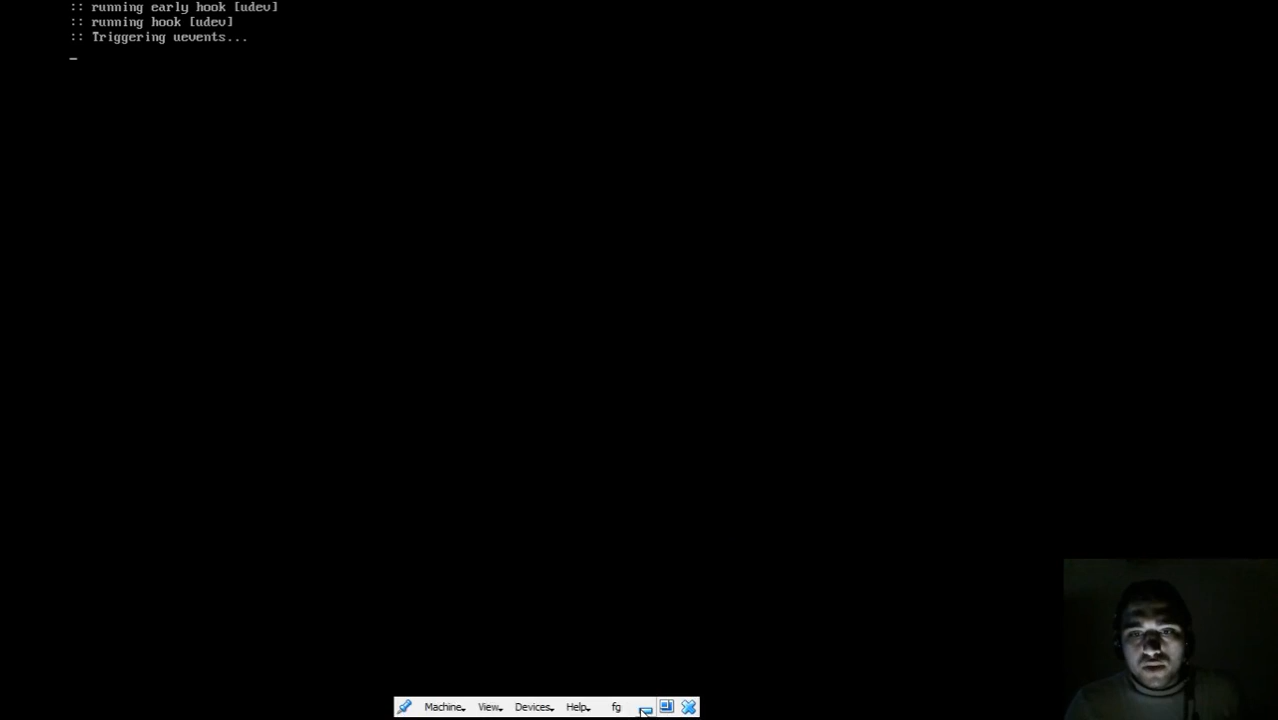 :: running early hook [udev]
:: running hook [udev]
:: Triggering uevents...
Machine View Devices Help fg